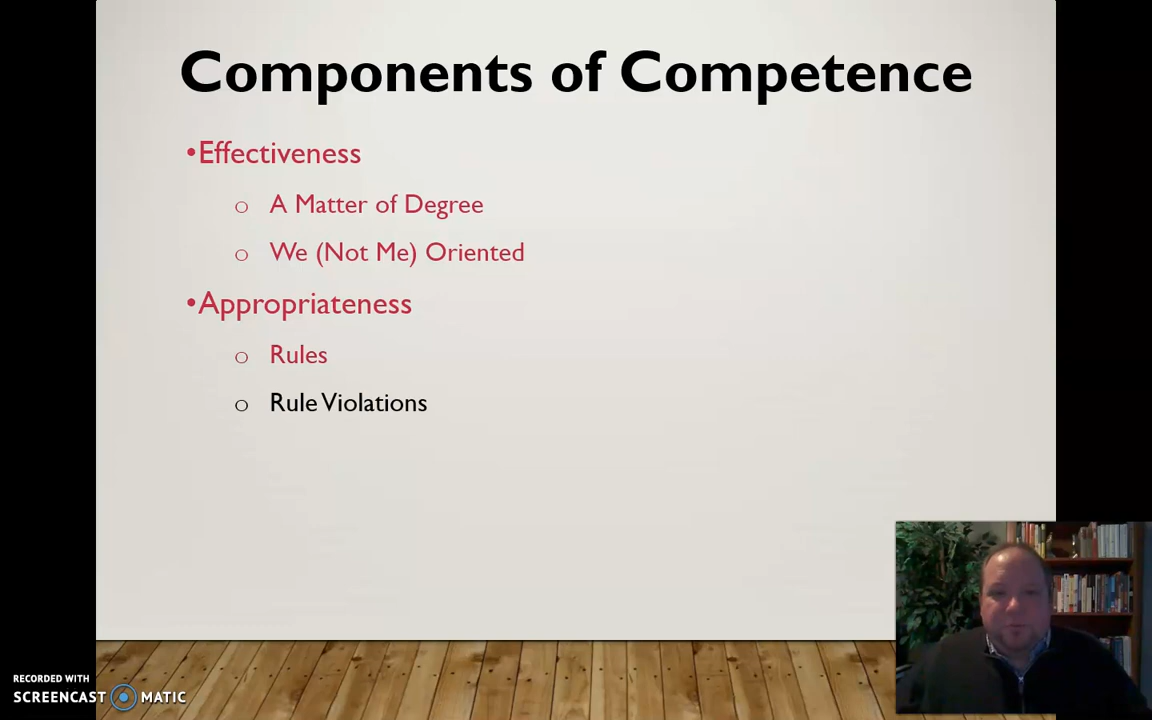 Components of Competence
•Effectiveness
o A Matter of Degree
o We (Not Me) Oriented
•Appropriateness
o Rules
o Rule Violations
RECORDED WITH
SCREENCAST MATIC